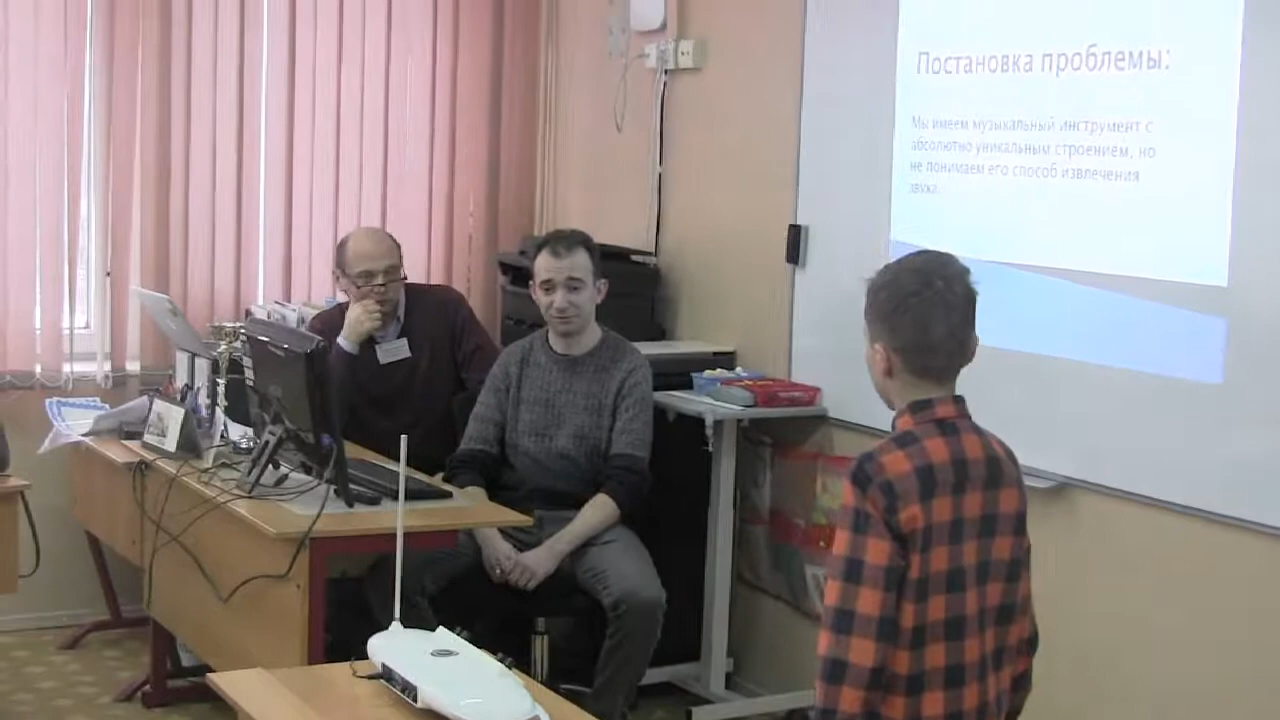 Постановка проблемы:
Мы имеем музыкальный инструмент с
абсолютно уникальным строением, но
не понимаем его способ извлечения
звука.